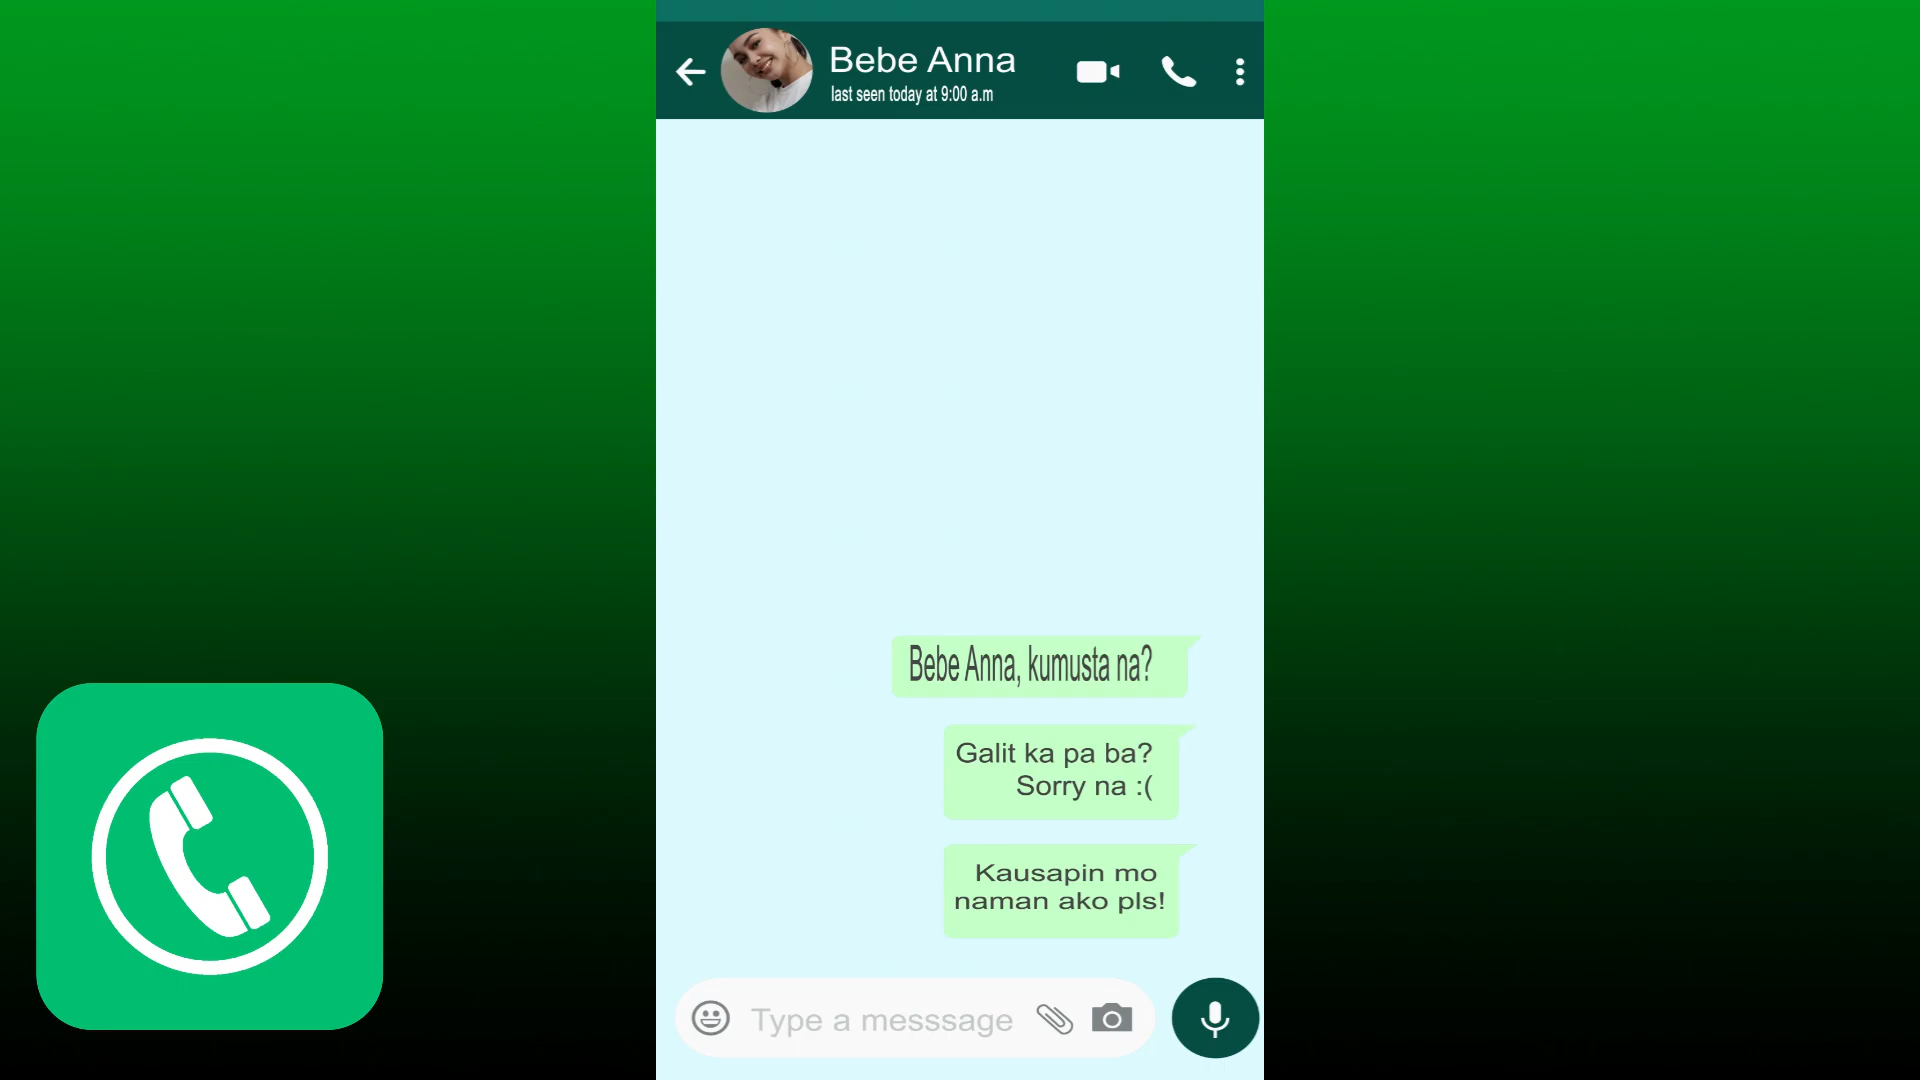 Bebe Anna
last seen today at 9:00 a.m
Bebe Anna, kumusta na?
Galit ka pa ba?
Sorry na :(
Kausapin mo
naman ako pls!
Type a messsage